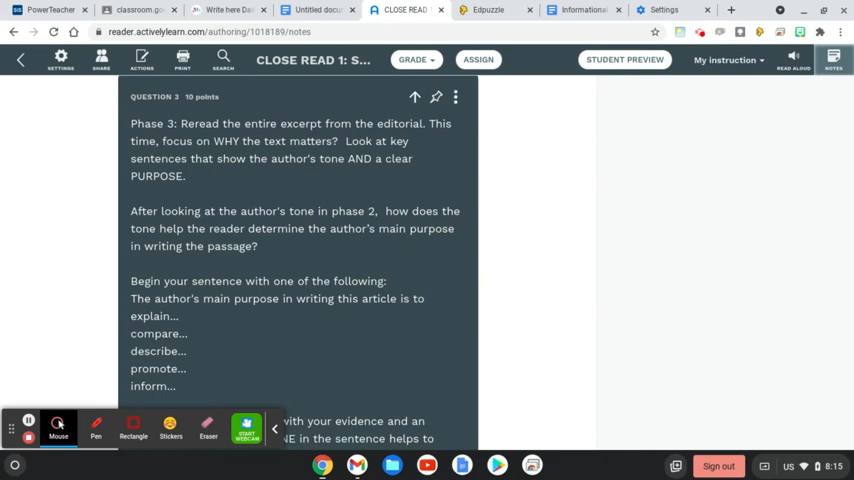 PowerTeacher
classroom.goo
Write here Dail
Untitled docum
CLOSE READ 1:
Edpuzzle
Informational
Settings
reader.activelylearn.com/authoring/1018189/notes
SETTINGS
SHARE
ACTIONS
PRINT
SEARCH
CLOSE READ 1: S...
GRADE
ASSIGN
STUDENT PREVIEW
My instruction
READ ALOUD
NOTES
QUESTION 3 10 points
Phase 3: Reread the entire excerpt from the editorial. This
time, focus on WHY the text matters? Look at key
sentences that show the author's tone AND a clear
PURPOSE.
After looking at the author's tone in phase 2, how does the
tone help the reader determine the author's main purpose
in writing the passage?
Begin your sentence with one of the following:
The author's main purpose in writing this article is to
explain...
compare...
describe...
promote...
inform...
with your evidence and an
NE in the sentence helps to
Mouse
Pen
Rectangle
Stickers
Eraser
START
WEBCAM
Sign out
US
8:15